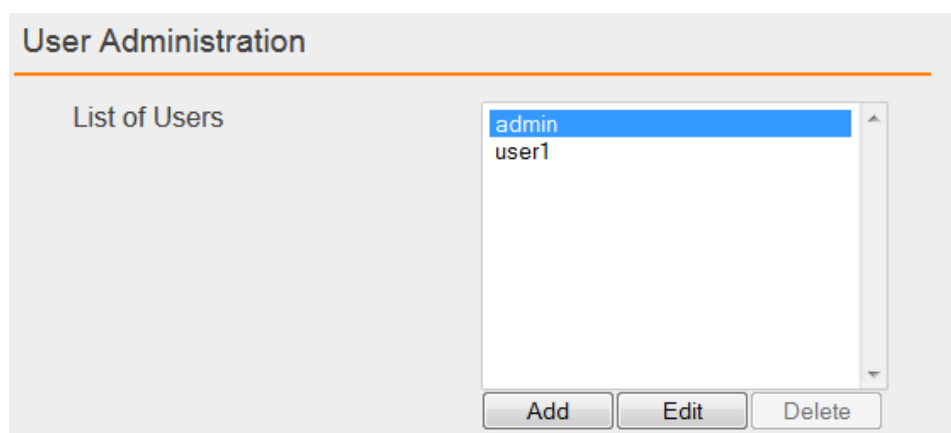 User Administration
List of Users
admin
user1
Add Edit Delete